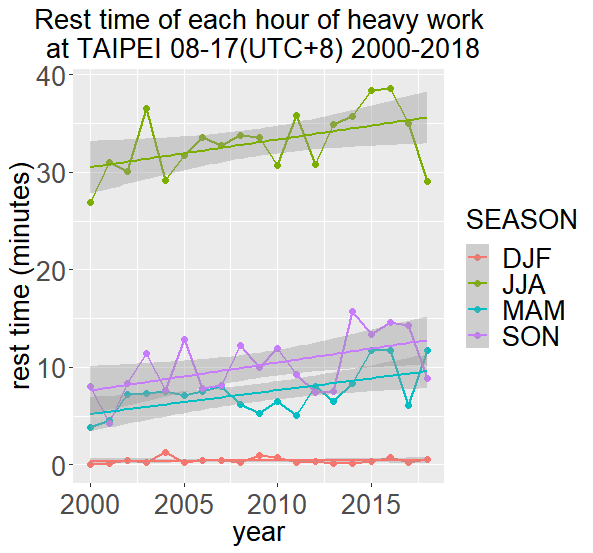 Rest time of each hour of heavy work
at TAIPEI 08-17(UTC+8) 2000-2018
rest time (minutes)
40
30
20
10
0
2000 2005 2010 2015
year
SEASON
DJF
JJA
MAM
SON